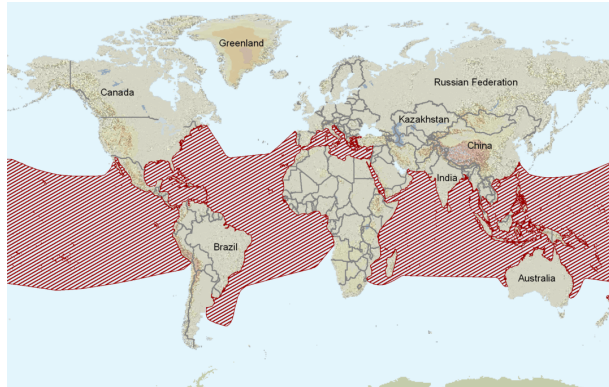 Greenland
Russian Federation
Canada
Kazakhstan
China
India
Brazil
Australia